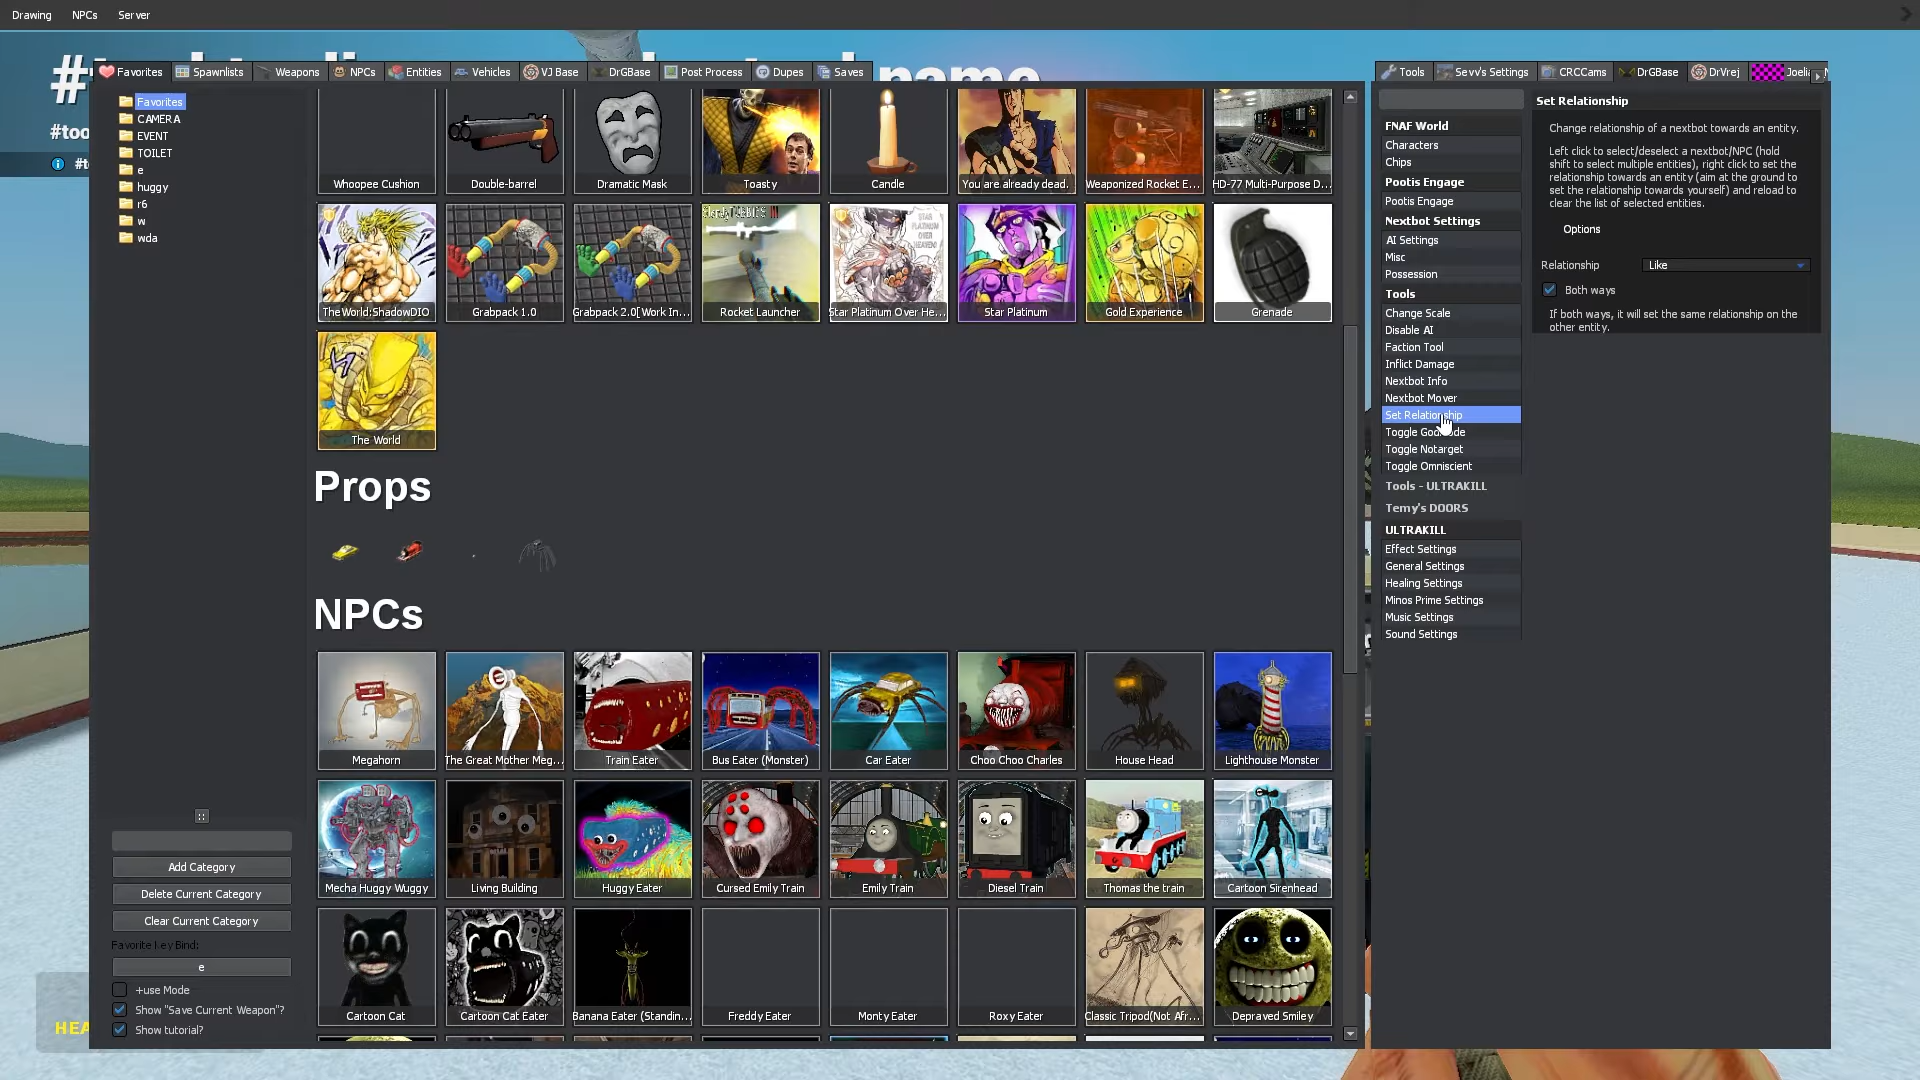 Drawing NPCs Server
Favorites Spawnlists Weapons NPCs Entities Vehicles VJ Base DrGBase Post Process Dupes Saves
Favorites
CAMERA
EVENT
TOILET
e
huggy
r6
w
wda
Add Category
Delete Current Category
Clear Current Category
Favorite Key Bind:
e
+use Mode
Show "Save Current Weapon"?
Show tutorial?
Whoopee Cushion Double-barrel Dramatic Mask Toasty Candle You are already dead. Weaponized Rocket E... HD-77 Multi-Purpose D...
TheWorld:ShadowDIO Grabpack 1.0 Grabpack 2.0[Work In... Rocket Launcher Star Platinum Over He... Star Platinum Gold Experience Grenade
The World
Props
NPCs
Megahorn The Great Mother Meg... Train Eater Bus Eater (Monster) Car Eater Choo Choo Charles House Head Lighthouse Monster
Mecha Huggy Wuggy Living Building Huggy Eater Cursed Emily Train Emily Train Diesel Train Thomas the train Cartoon Sirenhead
Cartoon Cat Cartoon Cat Eater Banana Eater (Standin... Freddy Eater Monty Eater Roxy Eater Classic Tripod(Not Afr... Depraved Smiley
Tools Sevv's Settings CRCCams DrGBase DrVrej Joelia
FNAF World
Characters
Chips
Pootis Engage
Pootis Engage
Nextbot Settings
AI Settings
Misc
Possession
Tools
Change Scale
Disable AI
Faction Tool
Inflict Damage
Nextbot Info
Nextbot Mover
Set Relationship
Toggle Godmode
Toggle Notarget
Toggle Omniscient
Tools - ULTRAKILL
Temy's DOORS
ULTRAKILL
Effect Settings
General Settings
Healing Settings
Minos Prime Settings
Music Settings
Sound Settings
Set Relationship
Change relationship of a nextbot towards an entity.
Left click to select/deselect a nextbot/NPC (hold
shift to select multiple entities), right click to set the
relationship towards an entity (aim at the ground to
set the relationship towards yourself) and reload to
clear the list of selected entities.
Options
Relationship Like
Both ways
If both ways, it will set the same relationship on the
other entity.